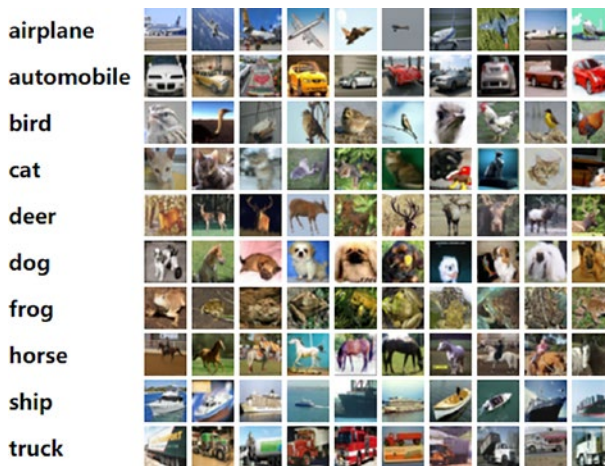 airplane
automobile
bird
cat
deer
dog
frog
horse
ship
truck